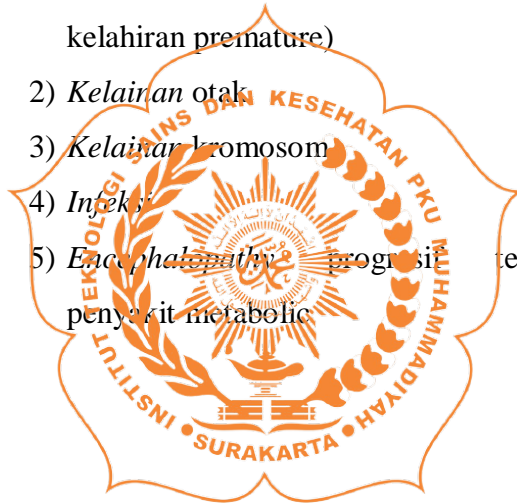 kelahiran premature)
2) Kelainan otak
3) Kelainan kromosom
4) Infeksi
5) Encephalopathy progresif te
penyakit metabolic
INSTITUT TEKNOLOGI SAINS DAN KESEHATAN PKU MUHAMMADIYAH
SURAKARTA